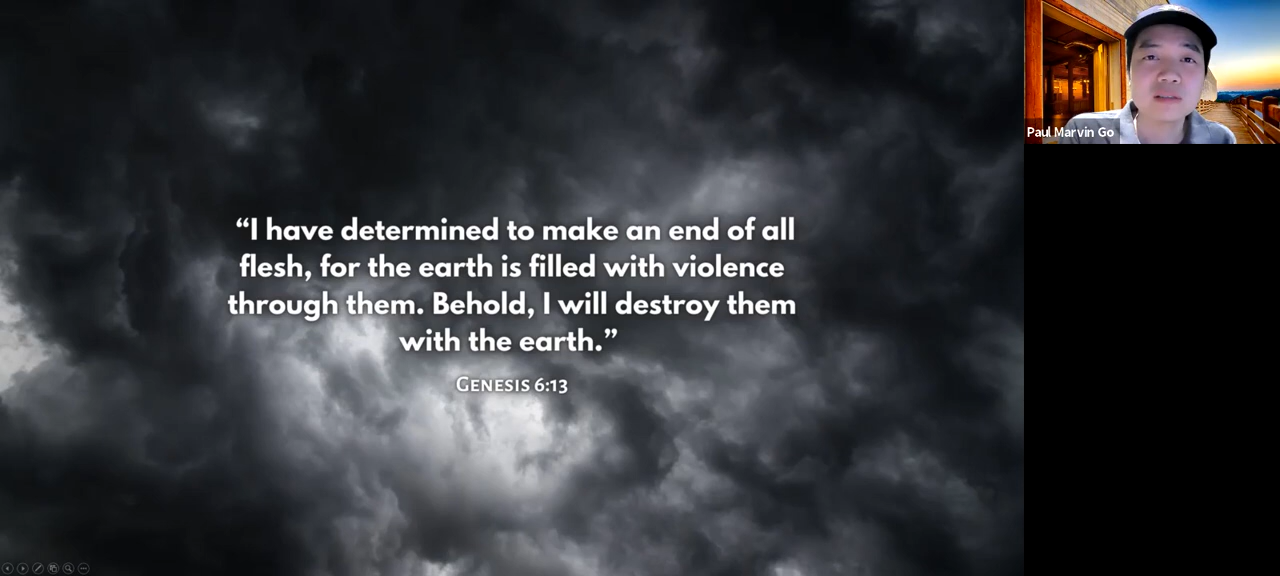 “I have determined to make an end of all
flesh, for the earth is filled with violence
through them. Behold, I will destroy them
with the earth.”
Genesis 6:13
Paul Marvin Go